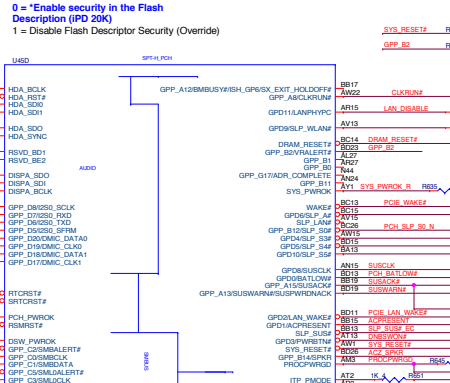 0 = *Enable security in the Flash
Description (iPD 20K)
1 = Disable Flash Descriptor Security (Override)
SYS_RESET#
GPP_B2
U45D
SPT-H_PCH
HDA_BCLK
HDA_RST#
HDA_SDI0
HDA_SDI1
HDA_SDO
HDA_SYNC
RSVD_BD1
RSVD_BE2
AUDIO
DISPA_SDO
DISPA_SDI
DISPA_BCLK
GPP_D8/I2S0_SCLK
GPP_D7/I2S0_RXD
GPP_D6/I2S0_TXD
GPP_D5/I2S0_SFRM
GPP_D20/DMIC_DATA0
GPP_D19/DMIC_CLK0
GPP_D18/DMIC_DATA1
GPP_D17/DMIC_CLK1
RTCRST#
SRTCRST#
PCH_PWROK
RSMRST#
DSW_PWROK
GPP_C2/SMBALERT#
GPP_C0/SMBCLK
GPP_C1/SMBDATA
GPP_C5/SML0ALERT#
GPP_C3/SML0CLK
SMBUS
GPP_A12/BMBUSY#/ISH_GP6/SX_EXIT_HOLDOFF#
GPP_A8/CLKRUN#
GPD11/LANPHYPC
GPD9/SLP_WLAN#
DRAM_RESET#
GPP_B2/VRALERT#
GPP_B1
GPP_B0
GPP_G17/ADR_COMPLETE
GPP_B11
SYS_PWROK
WAKE#
GPD6/SLP_A#
SLP_LAN#
GPP_B12/SLP_S0#
GPD4/SLP_S3#
GPD5/SLP_S4#
GPD10/SLP_S5#
GPD8/SUSCLK
GPD0/BATLOW#
GPP_A15/SUSACK#
GPP_A13/SUSWARN#/SUSPWRDNACK
GPD2/LAN_WAKE#
GPD1/ACPRESENT
SLP_SUS#
GPD3/PWRBTN#
SYS_RESET#
GPP_B14/SPKR
PROCPWRGD
ITP_PMODE
BB17
AW22 CLKRUN#
AR15 LAN_DISABLE
AV13
BC14 DRAM_RESET#
BD23 GPP_B2
AL27
AR27
N44
AN24
AY1 SYS_PWROK_R R635
BC13 PCIE_WAKE#
BC15
AV15
BC26 PCH_SLP_S0_N
AW15
BD15
BA13
AN15 SUSCLK
BD13 PCH_BATLOW#
BB19 SUSACK#
BD19 SUSWARN#
BD11 PCIE_LAN_WAKE#
BB15 ACPRESENT
BB13 SLP_SUS#_EC
AT13 DNBSWON#
AW1 SYS_RESET#
BD26 ACZ_SPKR
AM3 PROCPWRGD R645
AT2 1K_4 R651